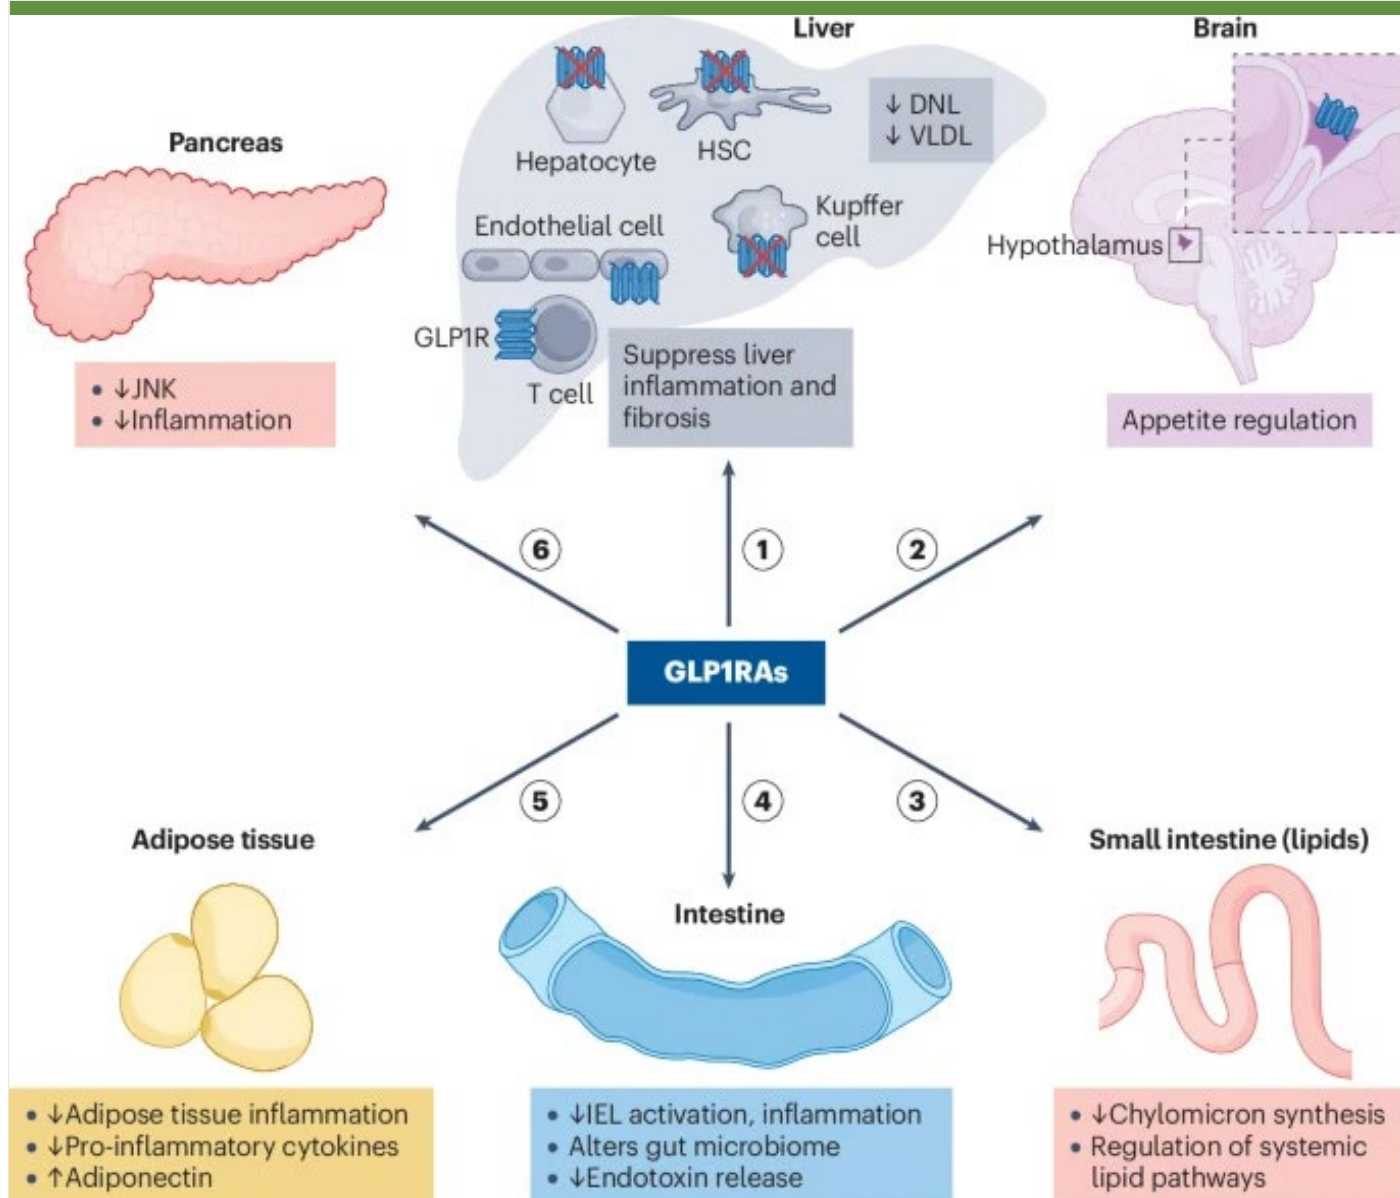 Liver
Brain
Pancreas
Hepatocyte
HSC
↓ DNL
↓ VLDL
Endothelial cell
Kupffer
cell
Hypothalamus
GLP1R
T cell
Suppress liver
inflammation and
fibrosis
• ↓JNK
• ↓Inflammation
Appetite regulation
6
1
2
GLP1RAs
5
4
3
Adipose tissue
Intestine
Small intestine (lipids)
• ↓Adipose tissue inflammation
• ↓Pro-inflammatory cytokines
• ↑Adiponectin
• ↓IEL activation, inflammation
• Alters gut microbiome
• ↓Endotoxin release
• ↓Chylomicron synthesis
• Regulation of systemic
lipid pathways